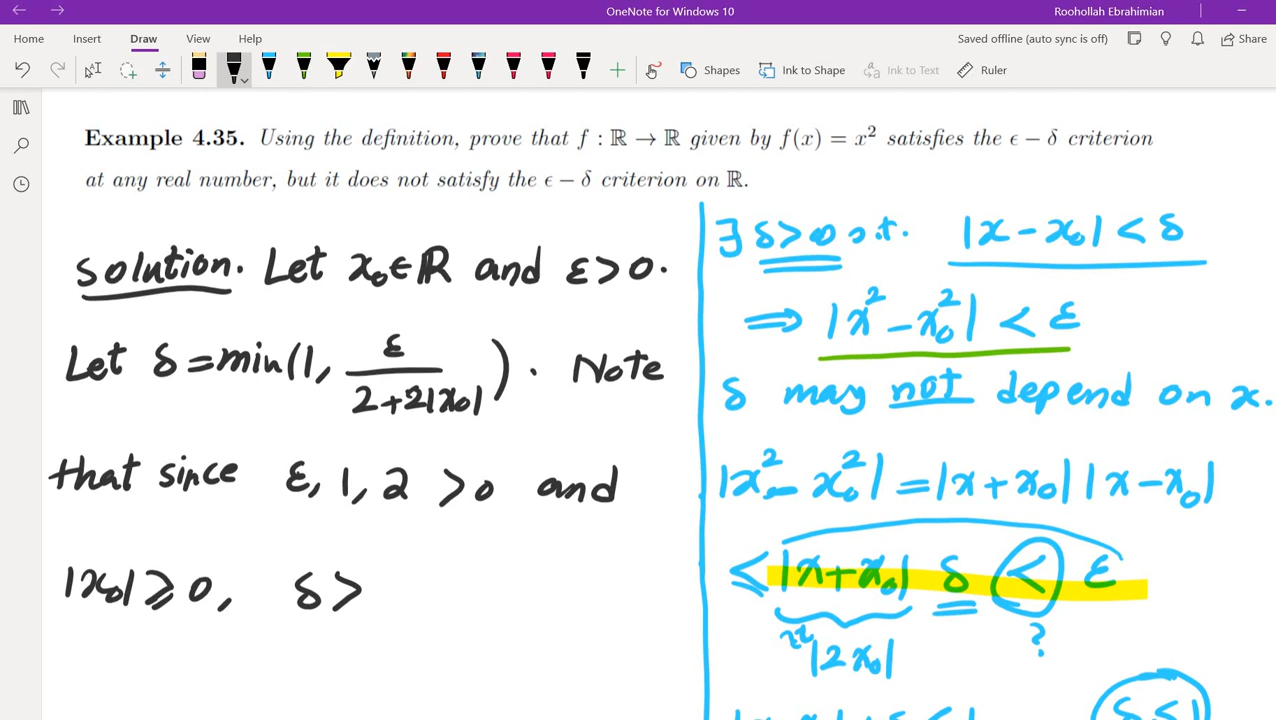 OneNote for Windows 10
Roohollah Ebrahimian
Home Insert Draw View Help
Saved offline (auto sync is off)
Share
Shapes
Ink to Shape
Ink to Text
Ruler
Example 4.35. Using the definition, prove that f : ℝ → ℝ given by f(x) = x² satisfies the ϵ − δ criterion
at any real number, but it does not satisfy the ϵ − δ criterion on ℝ.
Solution. Let x₀∈ℝ and ε>0.
Let δ=min(1, ε/(2+2|x₀|)). Note
that since ε, 1, 2 >0 and
|x₀|⩾0, δ>
∃ δ>0 s.t. |x−x₀|<δ
⟹ |x²−x₀²|<ε
δ may not depend on x.
|x²−x₀²|=|x+x₀||x−x₀|
⩽|x+x₀| δ < ε
≈|2x₀| ?
δ≤1